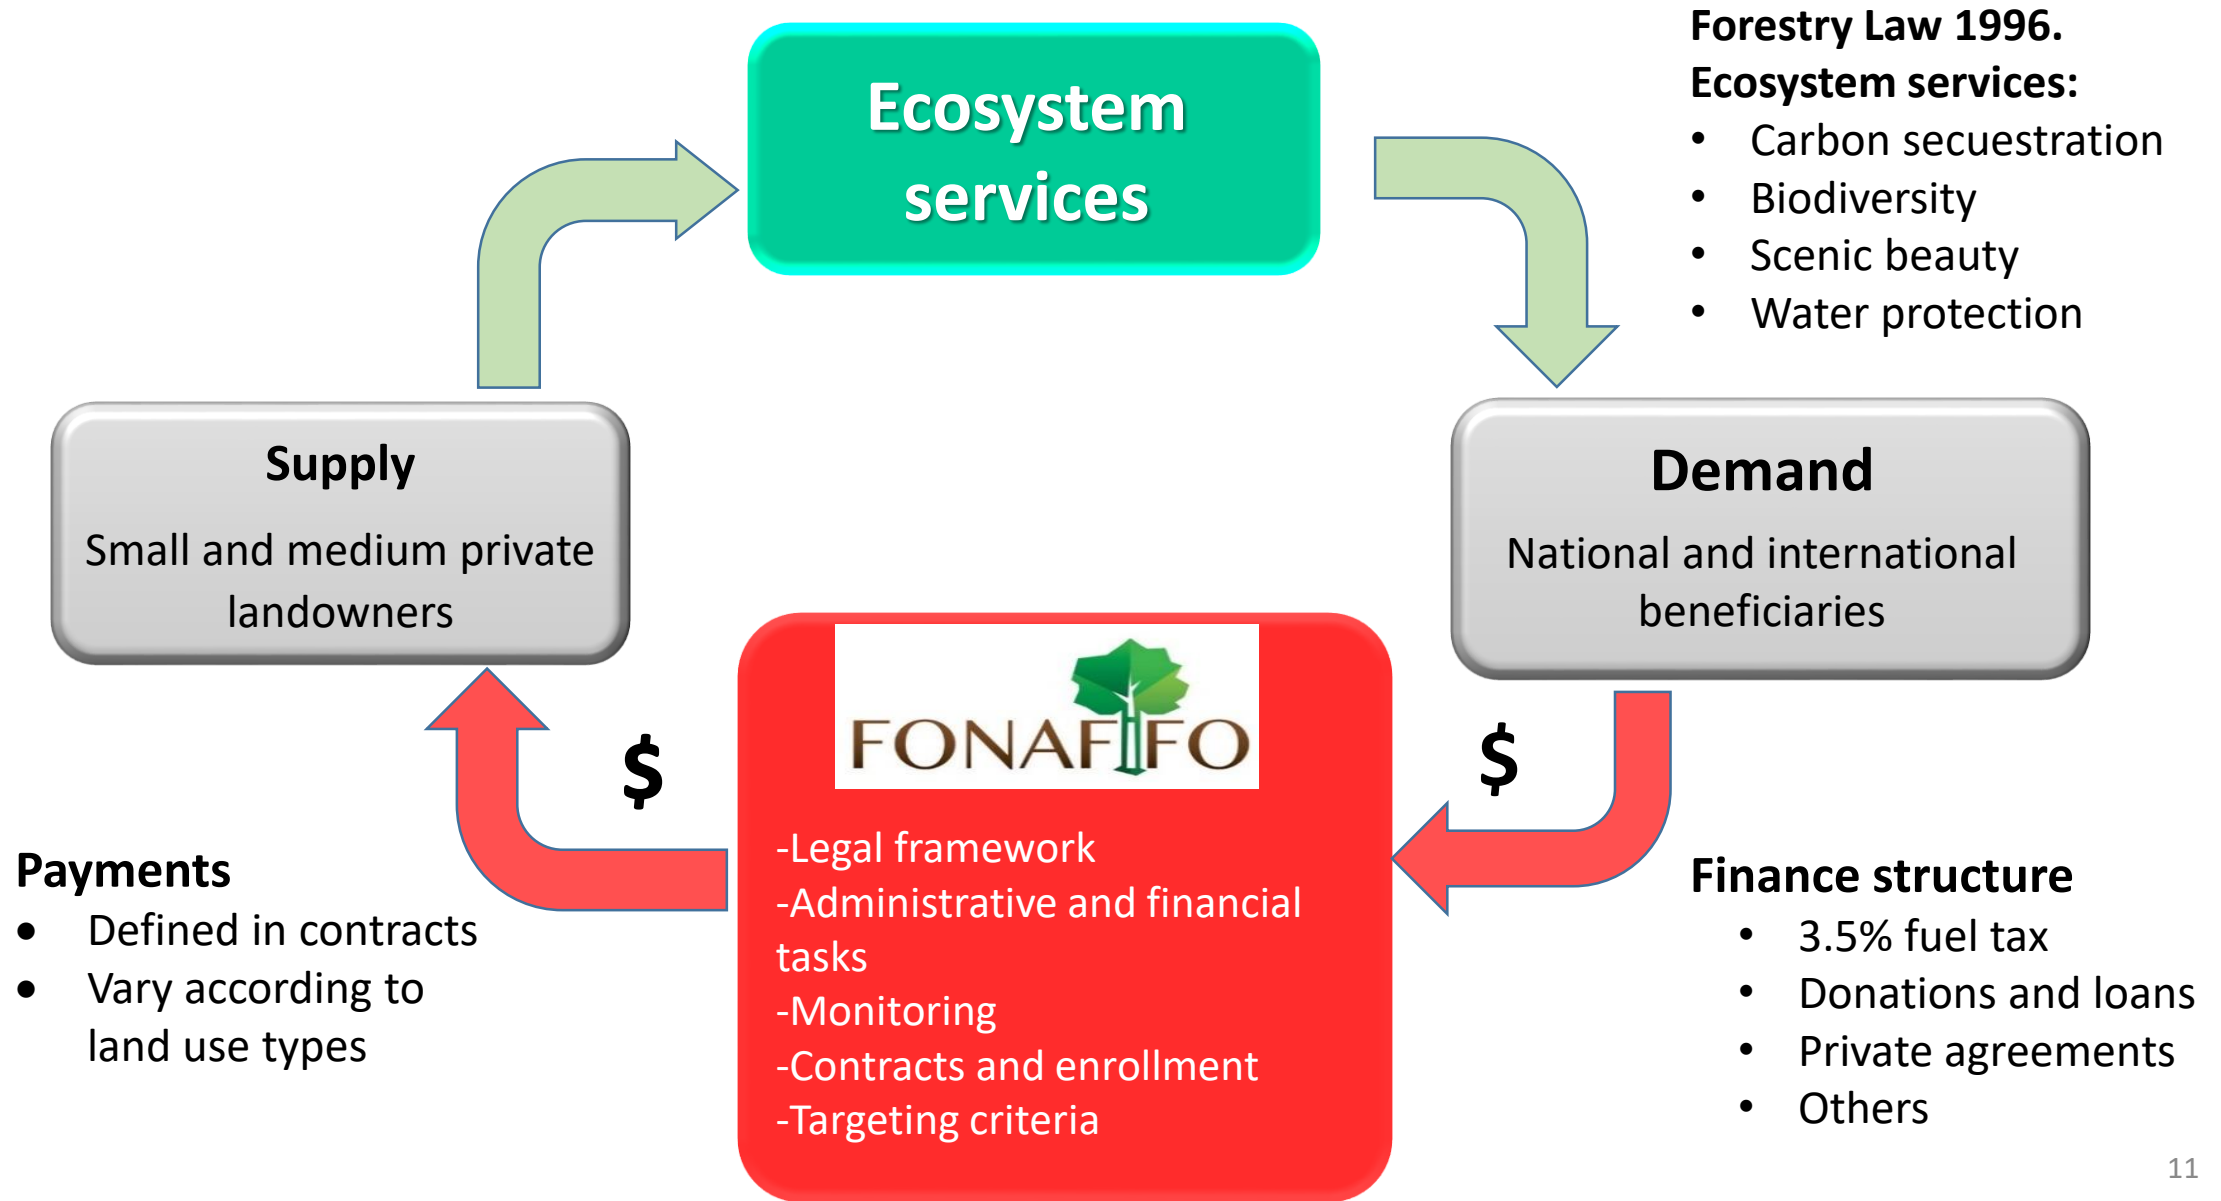 Forestry Law 1996.
Ecosystem services:
• Carbon secuestration
• Biodiversity
• Scenic beauty
• Water protection
Ecosystem
services
Supply
Small and medium private
landowners
Demand
National and international
beneficiaries
$
$
FONAFIFO
-Legal framework
-Administrative and financial
tasks
-Monitoring
-Contracts and enrollment
-Targeting criteria
Payments
• Defined in contracts
• Vary according to
land use types
Finance structure
• 3.5% fuel tax
• Donations and loans
• Private agreements
• Others
11